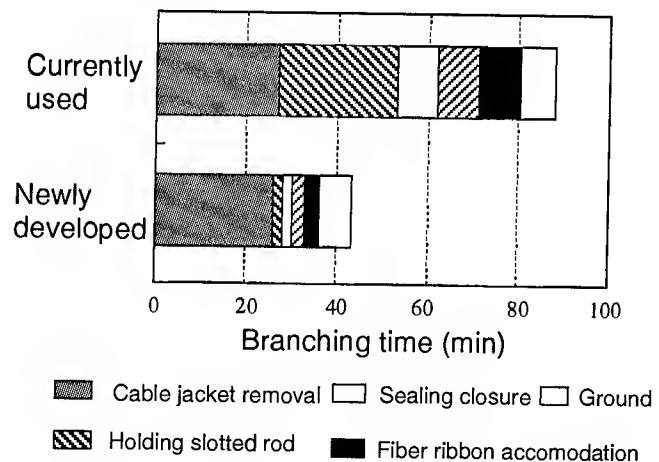 Currently
used
Newly
developed
0 20 40 60 80 100
Branching time (min)
Cable jacket removal Sealing closure Ground
Holding slotted rod Fiber ribbon accomodation